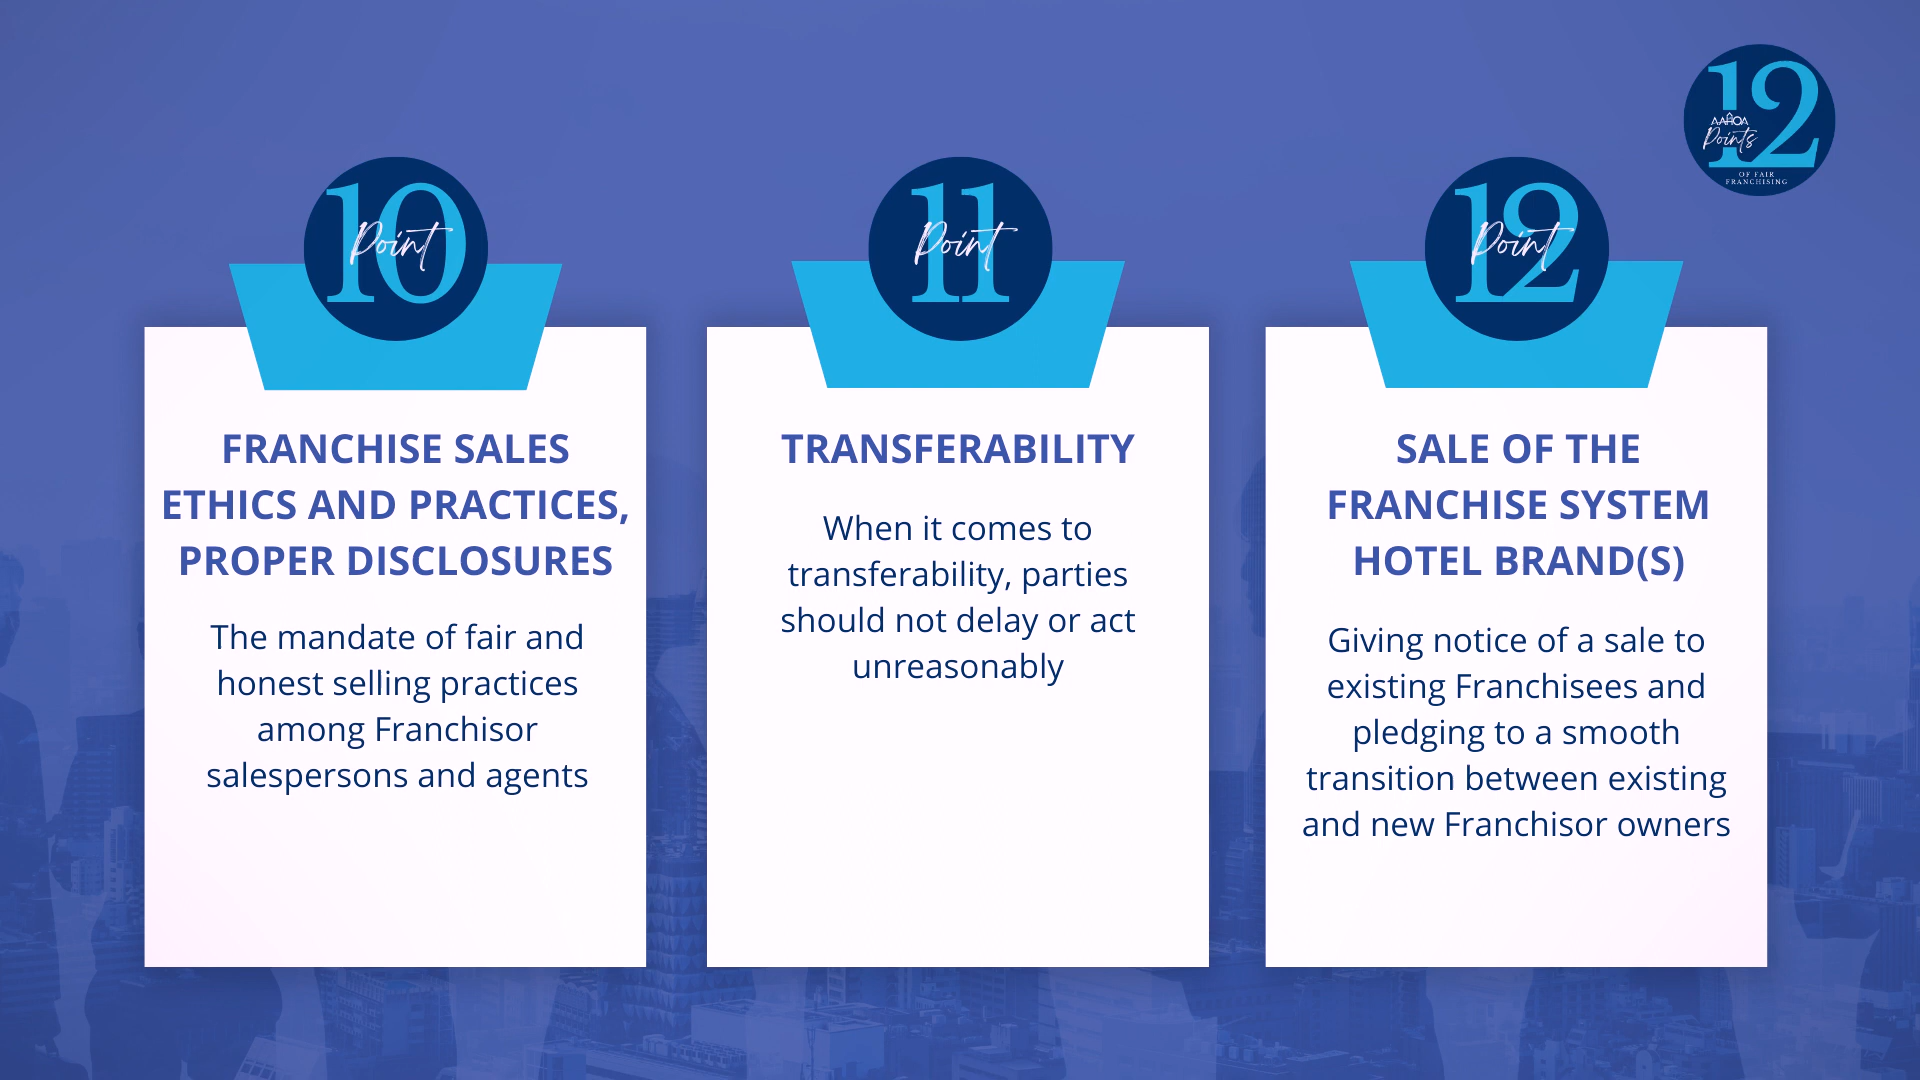 12
AAHOA
Points
OF FAIR
FRANCHISING
10
Point
FRANCHISE SALES
ETHICS AND PRACTICES,
PROPER DISCLOSURES
The mandate of fair and
honest selling practices
among Franchisor
salespersons and agents
11
Point
TRANSFERABILITY
When it comes to
transferability, parties
should not delay or act
unreasonably
12
Point
SALE OF THE
FRANCHISE SYSTEM
HOTEL BRAND(S)
Giving notice of a sale to
existing Franchisees and
pledging to a smooth
transition between existing
and new Franchisor owners